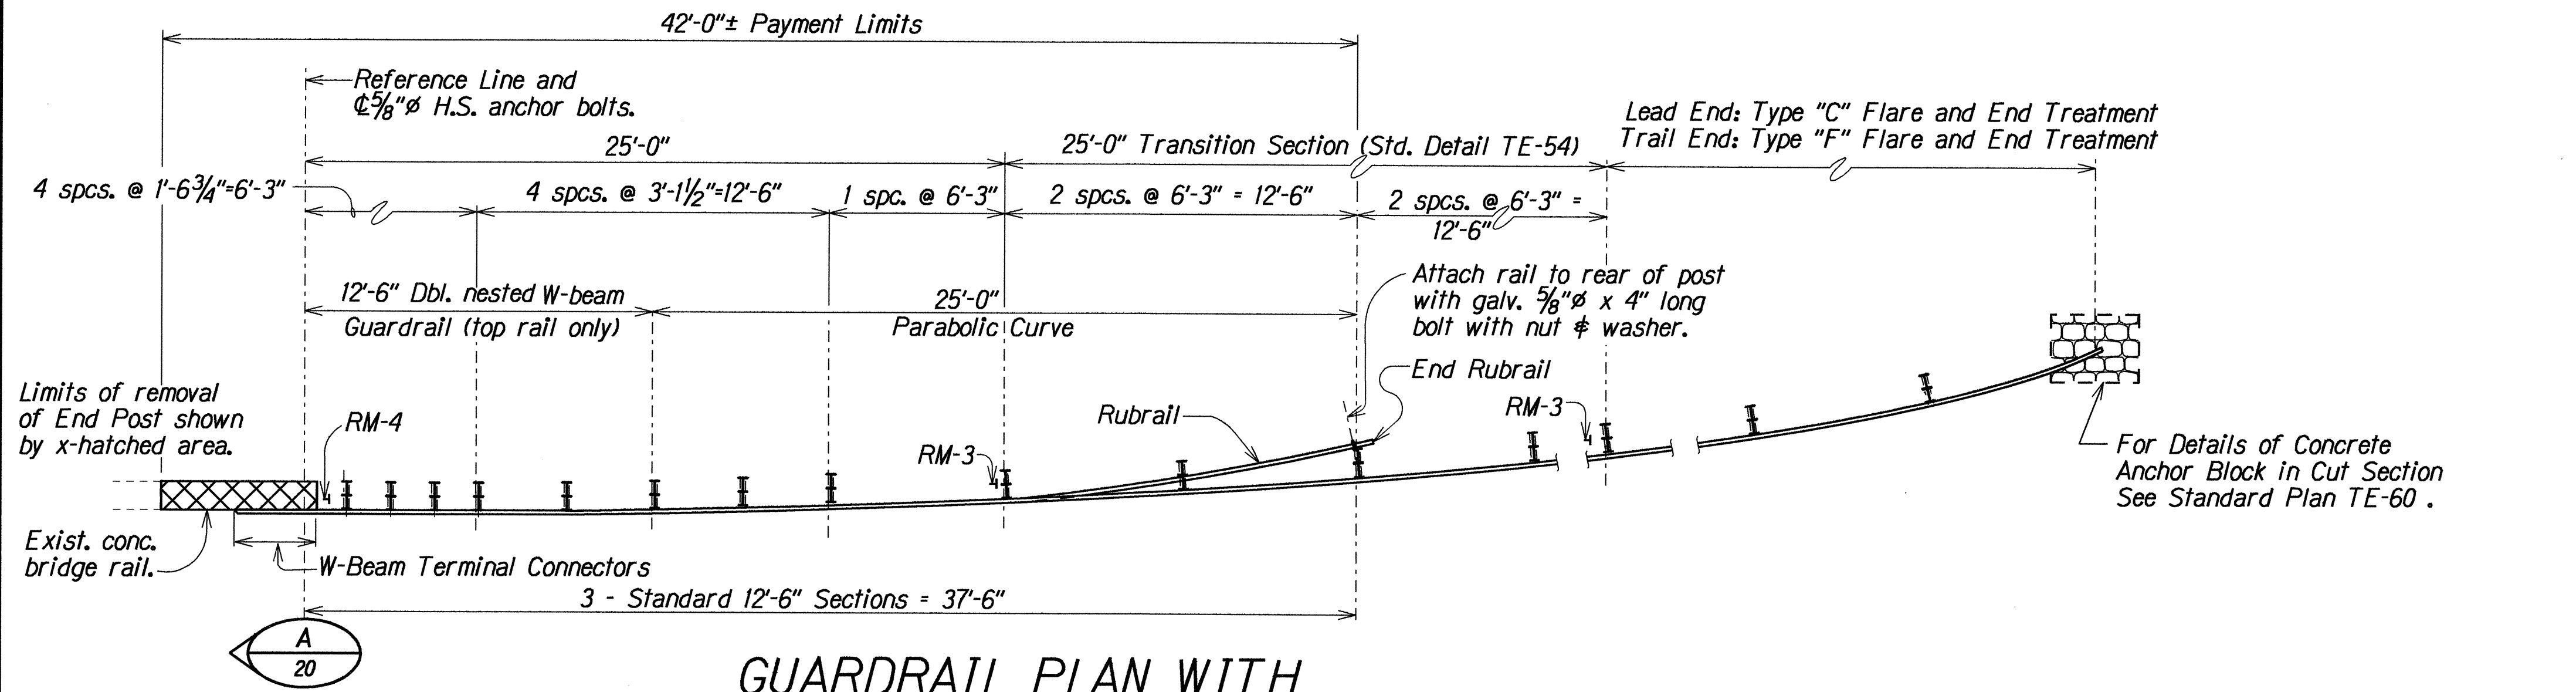 42'-0"± Payment Limits
Reference Line and
℄ 5/8"ø H.S. anchor bolts.
Lead End: Type "C" Flare and End Treatment
Trail End: Type "F" Flare and End Treatment
25'-0"
25'-0" Transition Section (Std. Detail TE-54)
4 spcs. @ 1'-6 3/4"=6'-3"
4 spcs. @ 3'-1 1/2"=12'-6"
1 spc. @ 6'-3"
2 spcs. @ 6'-3" = 12'-6"
2 spcs. @ 6'-3" =
12'-6"
12'-6" Dbl. nested W-beam
Guardrail (top rail only)
25'-0"
Parabolic Curve
Attach rail to rear of post
with galv. 5/8"ø x 4" long
bolt with nut & washer.
End Rubrail
Limits of removal
of End Post shown
by x-hatched area.
RM-4
RM-3
Rubrail
RM-3
For Details of Concrete
Anchor Block in Cut Section
See Standard Plan TE-60 .
Exist. conc.
bridge rail.
W-Beam Terminal Connectors
3 - Standard 12'-6" Sections = 37'-6"
A
20
GUARDRAIL PLAN WITH